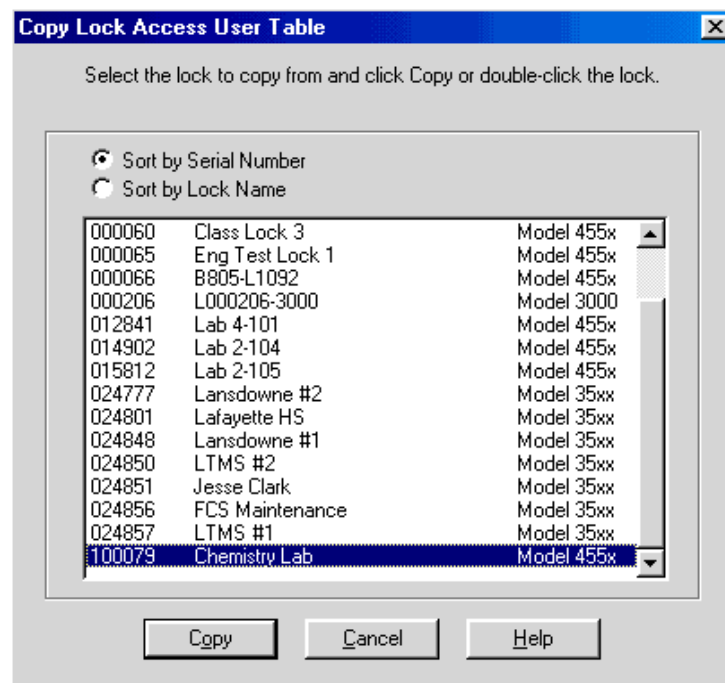 Copy Lock Access User Table
Select the lock to copy from and click Copy or double-click the lock.
Sort by Serial Number
Sort by Lock Name
000060 Class Lock 3 Model 455x
000065 Eng Test Lock 1 Model 455x
000066 B805-L1092 Model 455x
000206 L000206-3000 Model 3000
012841 Lab 4-101 Model 455x
014902 Lab 2-104 Model 455x
015812 Lab 2-105 Model 455x
024777 Lansdowne #2 Model 35xx
024801 Lafayette HS Model 35xx
024848 Lansdowne #1 Model 35xx
024850 LTMS #2 Model 35xx
024851 Jesse Clark Model 35xx
024856 FCS Maintenance Model 35xx
024857 LTMS #1 Model 35xx
100079 Chemistry Lab Model 455x
Copy Cancel Help